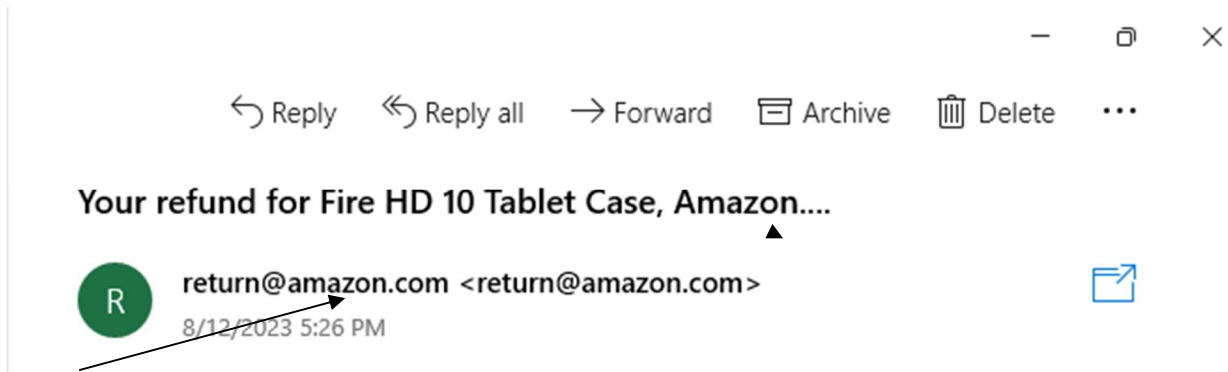 Reply Reply all Forward Archive Delete
Your refund for Fire HD 10 Tablet Case, Amazon....
R
return@amazon.com <return@amazon.com>
8/12/2023 5:26 PM